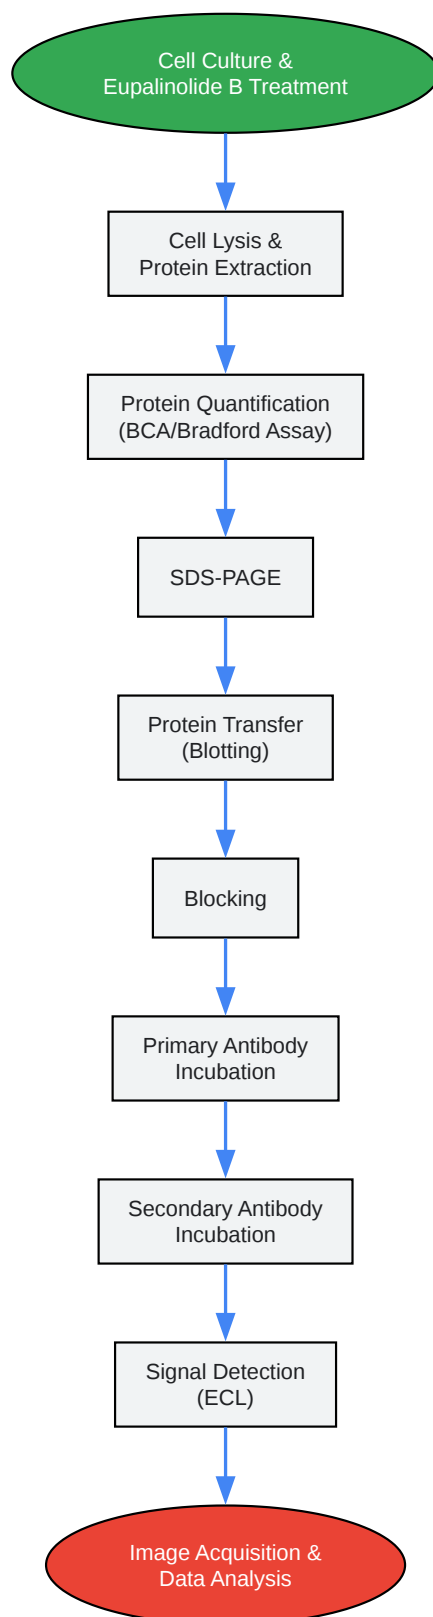 Cell Culture &
Eupalinolide B Treatment
Cell Lysis &
Protein Extraction
Protein Quantification
(BCA/Bradford Assay)
SDS-PAGE
Protein Transfer
(Blotting)
Blocking
Primary Antibody
Incubation
Secondary Antibody
Incubation
Signal Detection
(ECL)
Image Acquisition &
Data Analysis